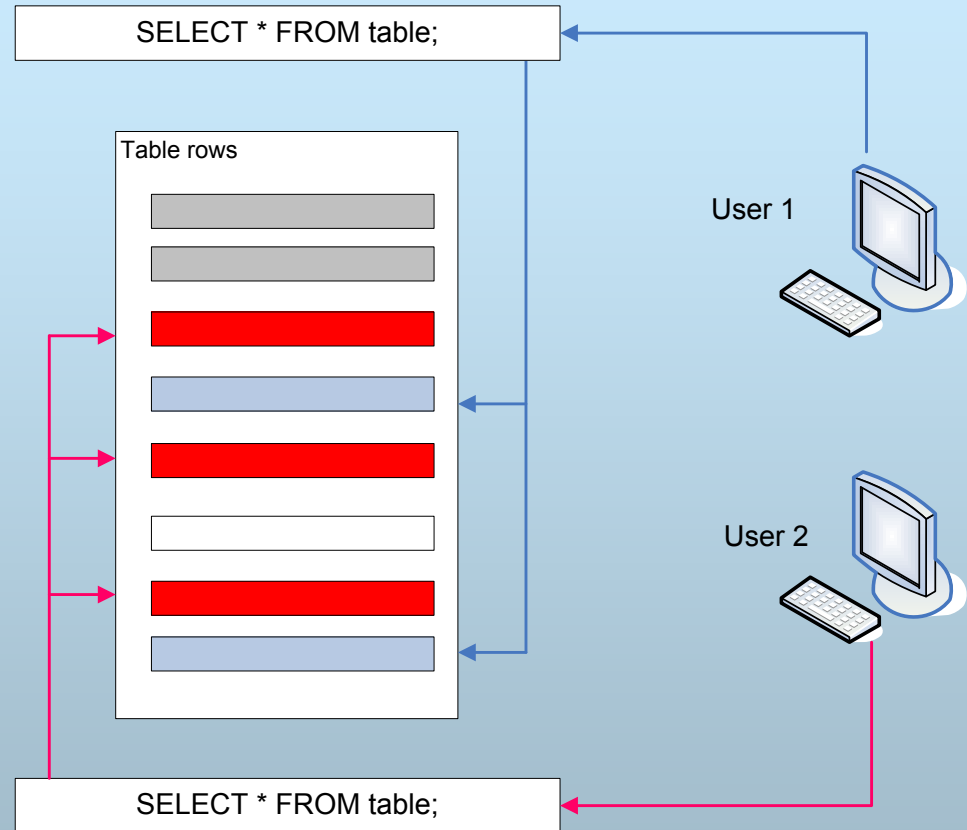 SELECT * FROM table;
Table rows
User 1
User 2
SELECT * FROM table;